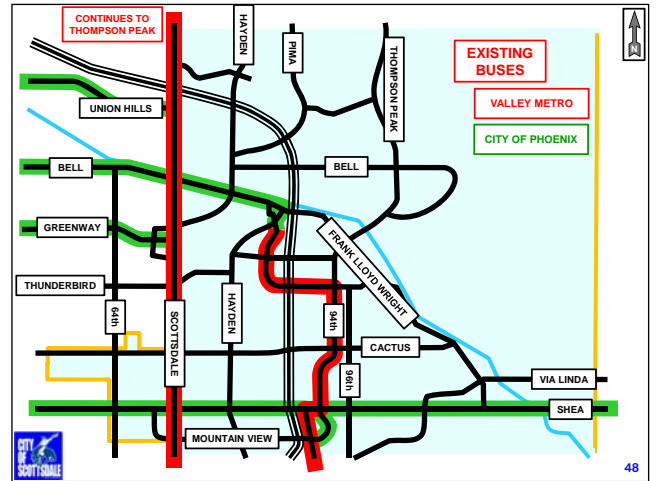 CONTINUES TO
THOMPSON PEAK
HAYDEN
PIMA
THOMPSON PEAK
N
EXISTING
BUSES
VALLEY METRO
CITY OF PHOENIX
UNION HILLS
BELL
BELL
GREENWAY
FRANK LLOYD WRIGHT
THUNDERBIRD
64th
SCOTTSDALE
HAYDEN
94th
CACTUS
96th
VIA LINDA
SHEA
MOUNTAIN VIEW
CITY
OF
SCOTTSDALE
48